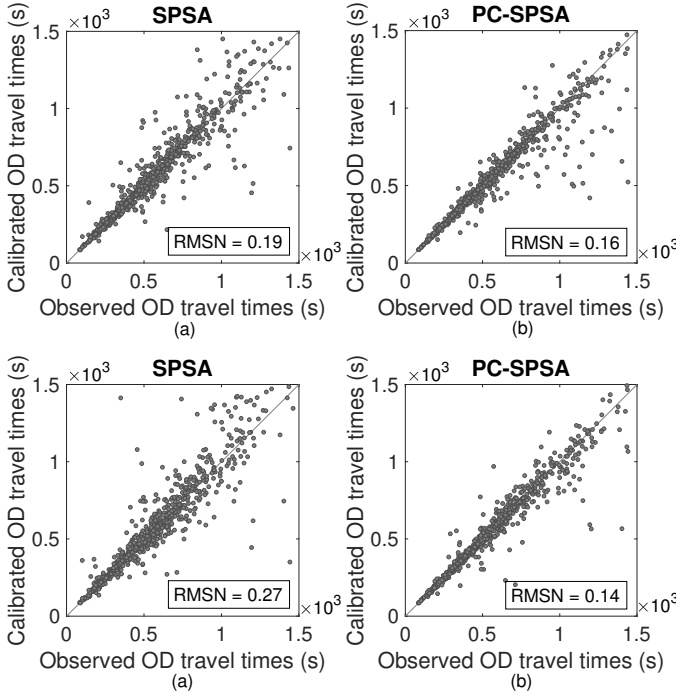 SPSA
×10³
1.5
1
0.5
0
Calibrated OD travel times (s)
RMSN = 0.19
0 0.5 1 1.5
×10³
Observed OD travel times (s)
(a)
PC-SPSA
×10³
1.5
1
0.5
0
Calibrated OD travel times (s)
RMSN = 0.16
0 0.5 1 1.5
×10³
Observed OD travel times (s)
(b)
SPSA
×10³
1.5
1
0.5
0
Calibrated OD travel times (s)
RMSN = 0.27
0 0.5 1 1.5
×10³
Observed OD travel times (s)
(a)
PC-SPSA
×10³
1.5
1
0.5
0
Calibrated OD travel times (s)
RMSN = 0.14
0 0.5 1 1.5
×10³
Observed OD travel times (s)
(b)